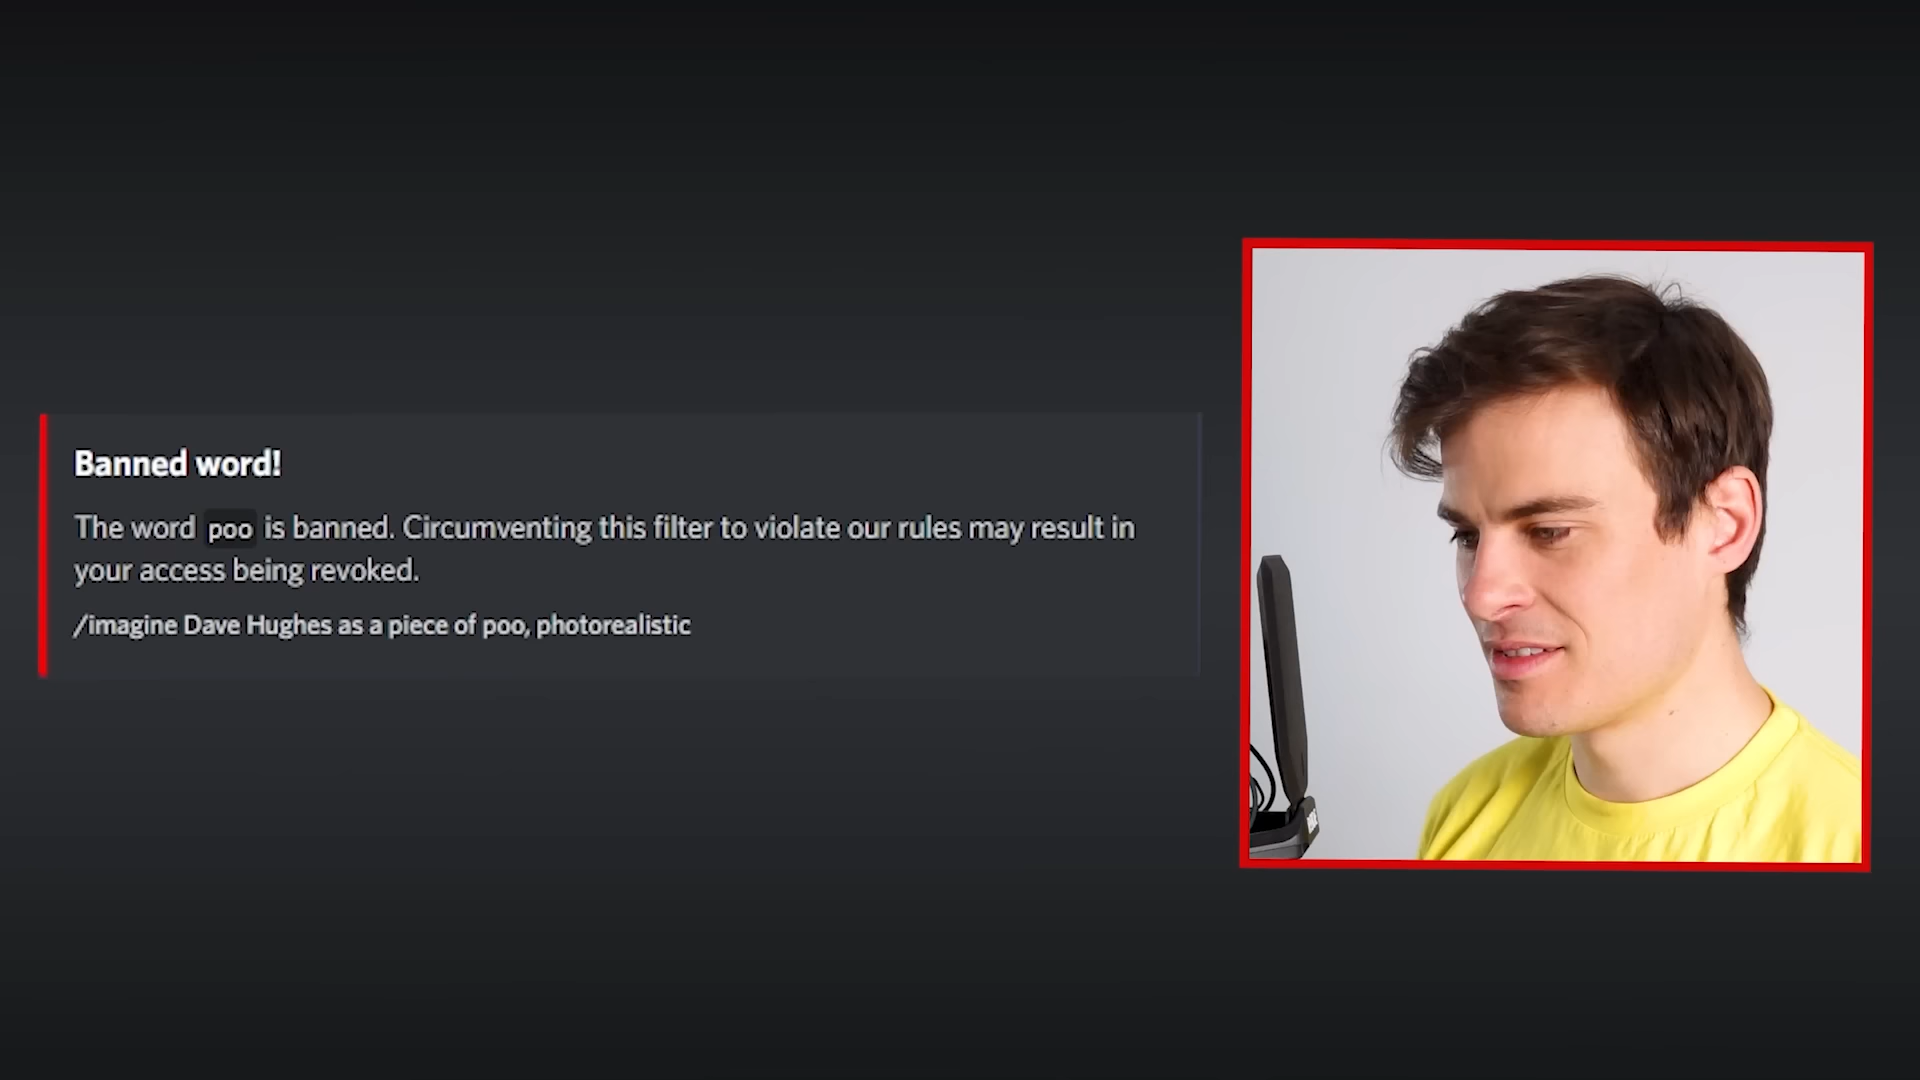 Banned word!
The word poo is banned. Circumventing this filter to violate our rules may result in
your access being revoked.
/imagine Dave Hughes as a piece of poo, photorealistic